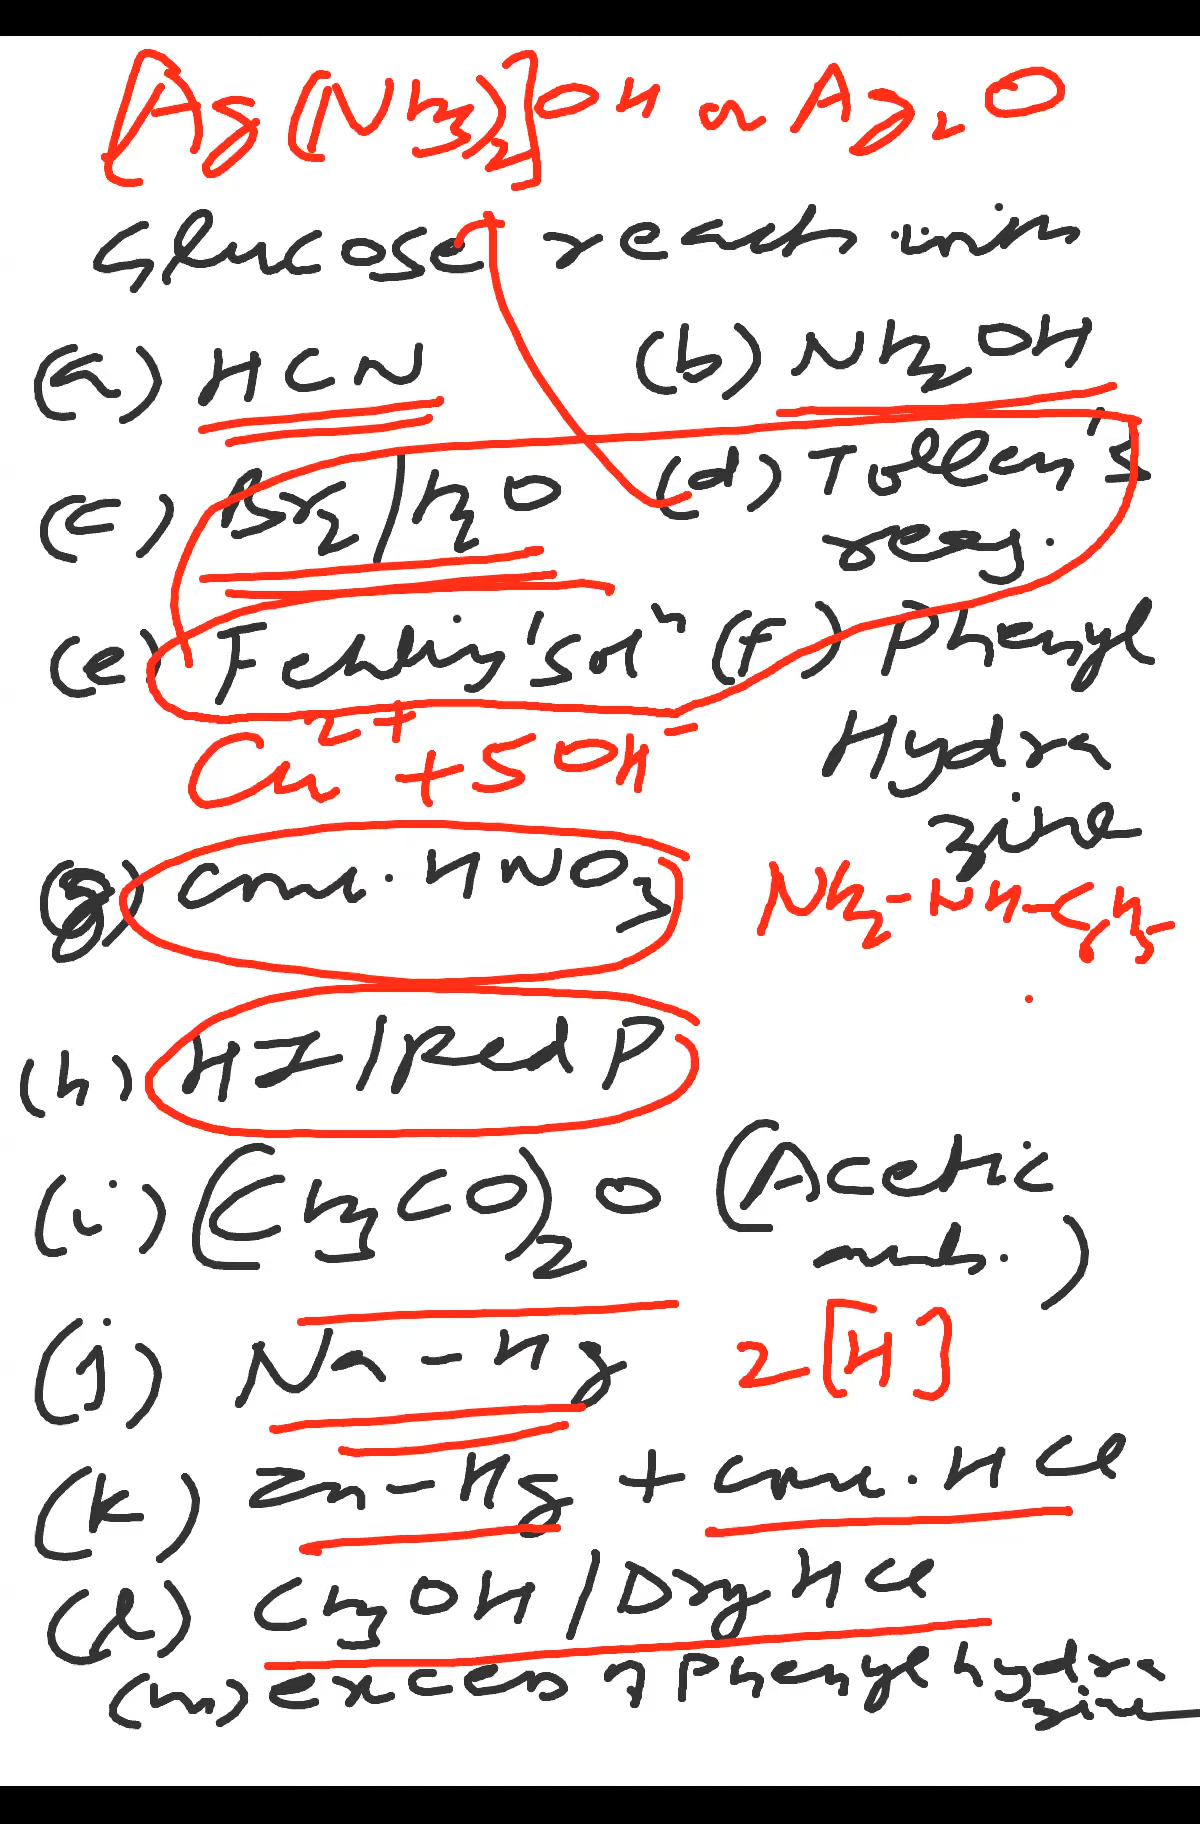 [Ag(NH3)2]OH or Ag2O
Glucose reacts with
(a) HCN (b) NH2OH
(c) Br2/H2O (d) Tollen's
reag.
(e) Fehling's solⁿ (f) Phenyl
Hydra
zine
Cu²⁺ + 5OH⁻
NH2-NH-C6H5
(g) conc. HNO3
(h) HI/Red P
(i) (CH3CO)2O (Acetic
anh.)
(j) Na-Hg 2[H]
(k) Zn-Hg + conc. HCl
(l) CH3OH/Dry HCl
(m) excess of Phenyl hydra
zine